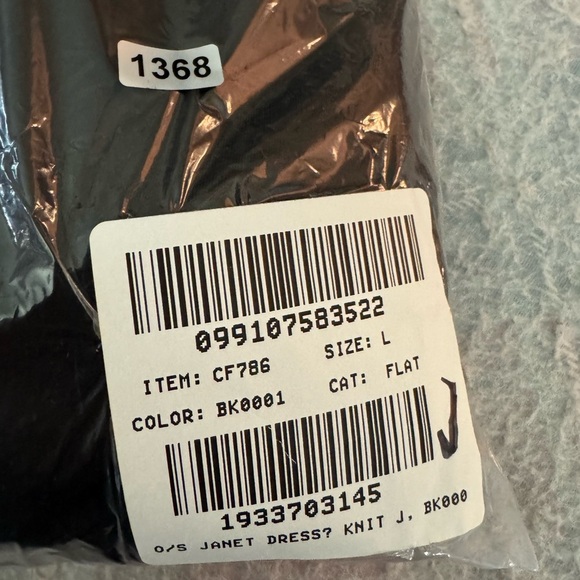 1368
099107583522
ITEM: CF786 SIZE: L
COLOR: BK0001 CAT: FLAT
1933703145
O/S JANET DRESS? KNIT J, BK000